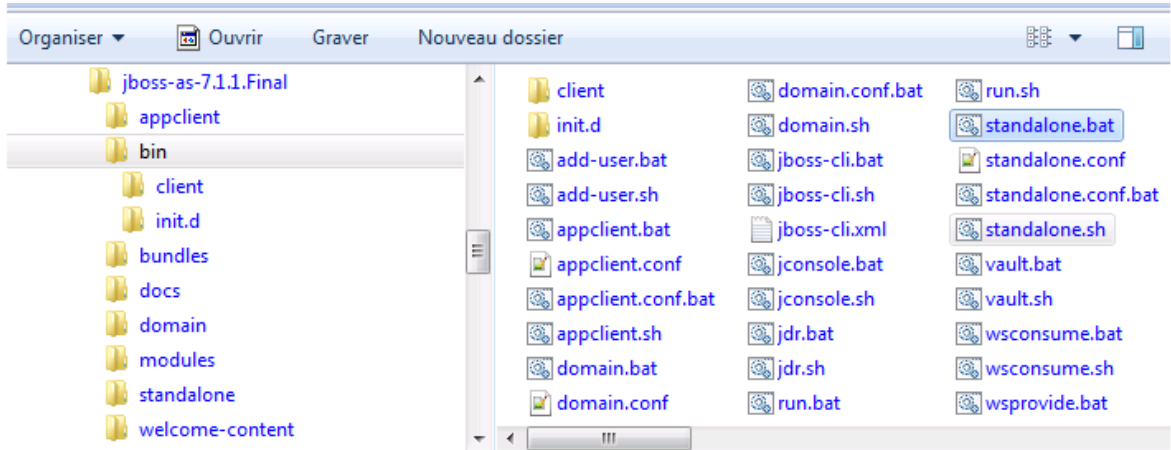 Organiser Ouvrir Graver Nouveau dossier
jboss-as-7.1.1.Final
appclient
bin
client
init.d
bundles
docs
domain
modules
standalone
welcome-content
client
init.d
add-user.bat
add-user.sh
appclient.bat
appclient.conf
appclient.conf.bat
appclient.sh
domain.bat
domain.conf
domain.conf.bat
domain.sh
jboss-cli.bat
jboss-cli.sh
jboss-cli.xml
jconsole.bat
jconsole.sh
jdr.bat
jdr.sh
run.bat
run.sh
standalone.bat
standalone.conf
standalone.conf.bat
standalone.sh
vault.bat
vault.sh
wsconsume.bat
wsconsume.sh
wsprovide.bat